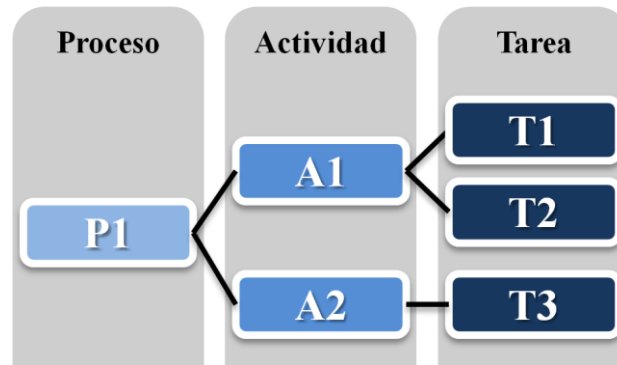 Proceso
Actividad
Tarea
P1
A1
A2
T1
T2
T3